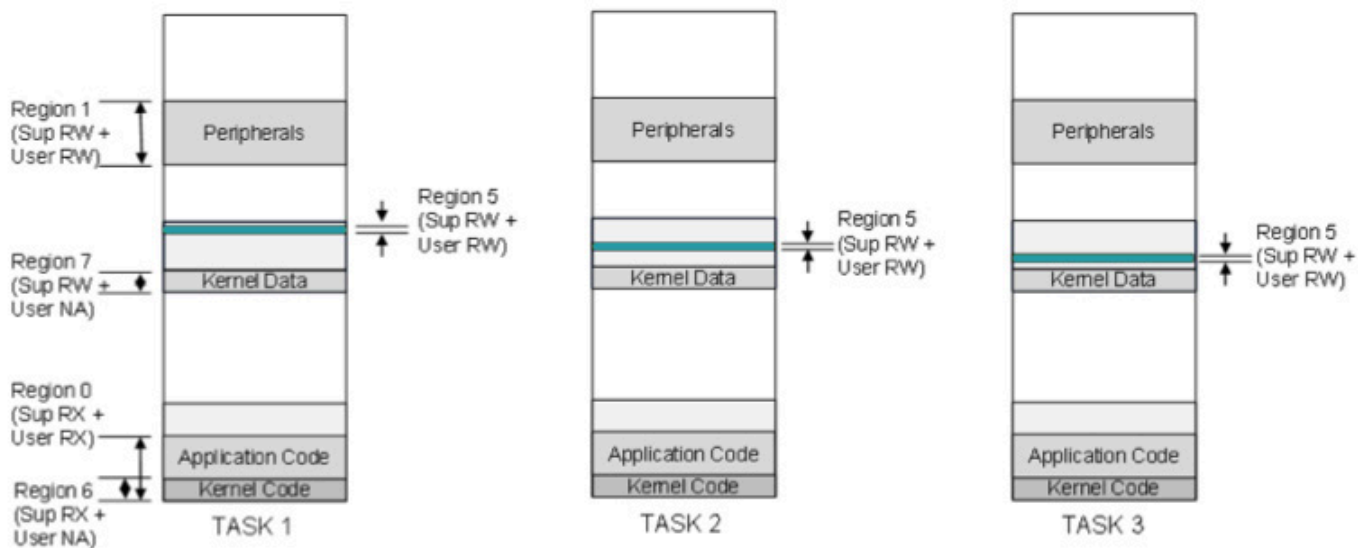 Region 1
(Sup RW +
User RW)
Peripherals
Region 5
(Sup RW +
User RW)
Region 7
(Sup RW +
User NA)
Kernel Data
Region 0
(Sup RX +
User RX)
Application Code
Region 6
(Sup RX +
User NA)
Kernel Code
TASK 1
Peripherals
Region 5
(Sup RW +
User RW)
Kernel Data
Application Code
Kernel Code
TASK 2
Peripherals
Region 5
(Sup RW +
User RW)
Kernel Data
Application Code
Kernel Code
TASK 3